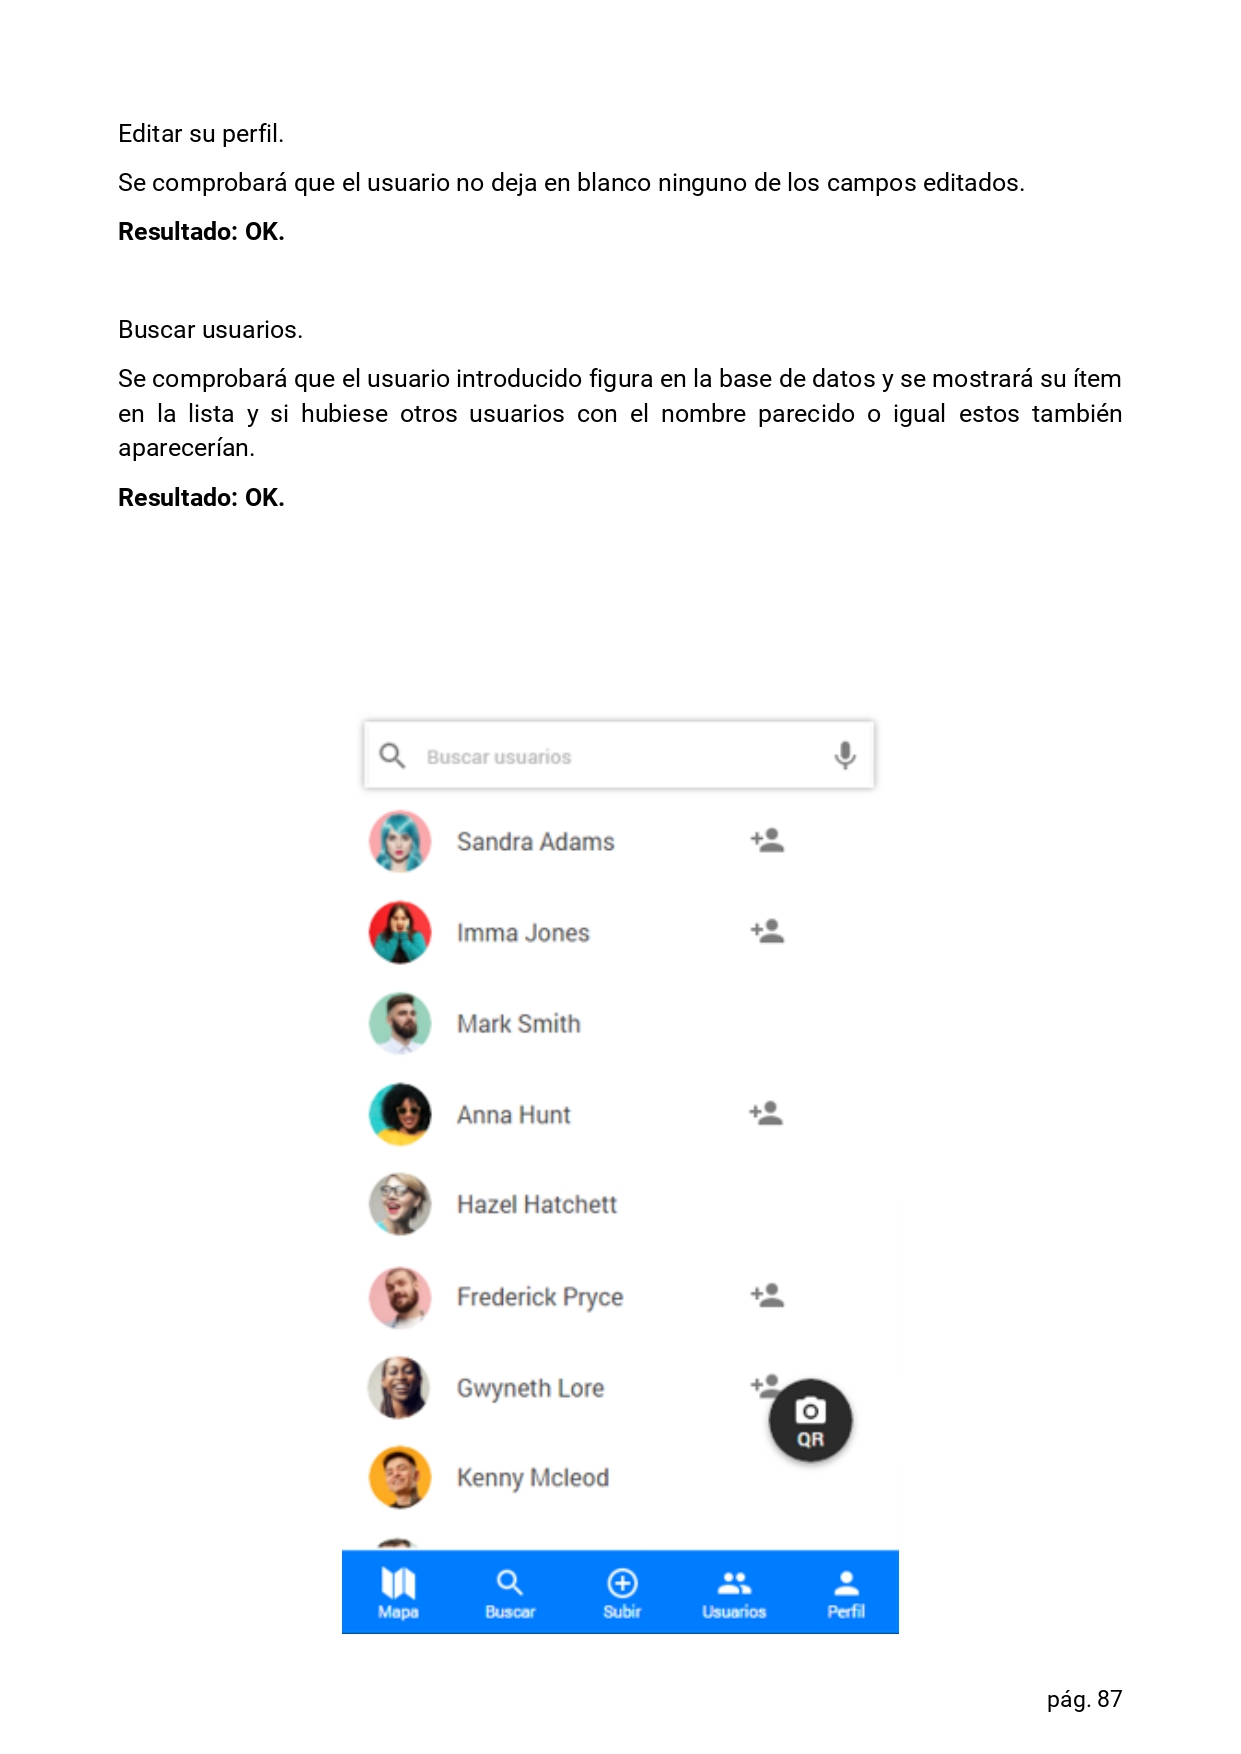 Editar su perfil.
Se comprobará que el usuario no deja en blanco ninguno de los campos editados.
Resultado: OK.
Buscar usuarios.
Se comprobará que el usuario introducido figura en la base de datos y se mostrará su ítem
en la lista y si hubiese otros usuarios con el nombre parecido o igual estos también
aparecerían.
Resultado: OK.
Buscar usuarios
Sandra Adams
Imma Jones
Mark Smith
Anna Hunt
Hazel Hatchett
Frederick Pryce
Gwyneth Lore
QR
Kenny Mcleod
Mapa Buscar Subir Usuarios Perfil
pág. 87